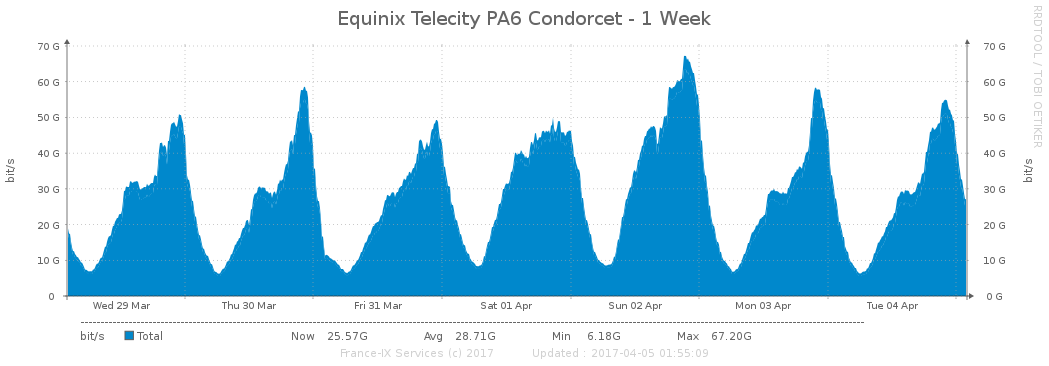 Equinix Telecity PA6 Condorcet - 1 Week
RRDTOOL / TOBI OETIKER
bit/s
70 G
60 G
50 G
40 G
30 G
20 G
10 G
0
70 G
60 G
50 G
40 G
30 G
20 G
10 G
0 G
bit/s
Wed 29 Mar Thu 30 Mar Fri 31 Mar Sat 01 Apr Sun 02 Apr Mon 03 Apr Tue 04 Apr
bit/s Total Now 25.57G Avg 28.71G Min 6.18G Max 67.20G
France-IX Services (c) 2017 Updated : 2017-04-05 01:55:09